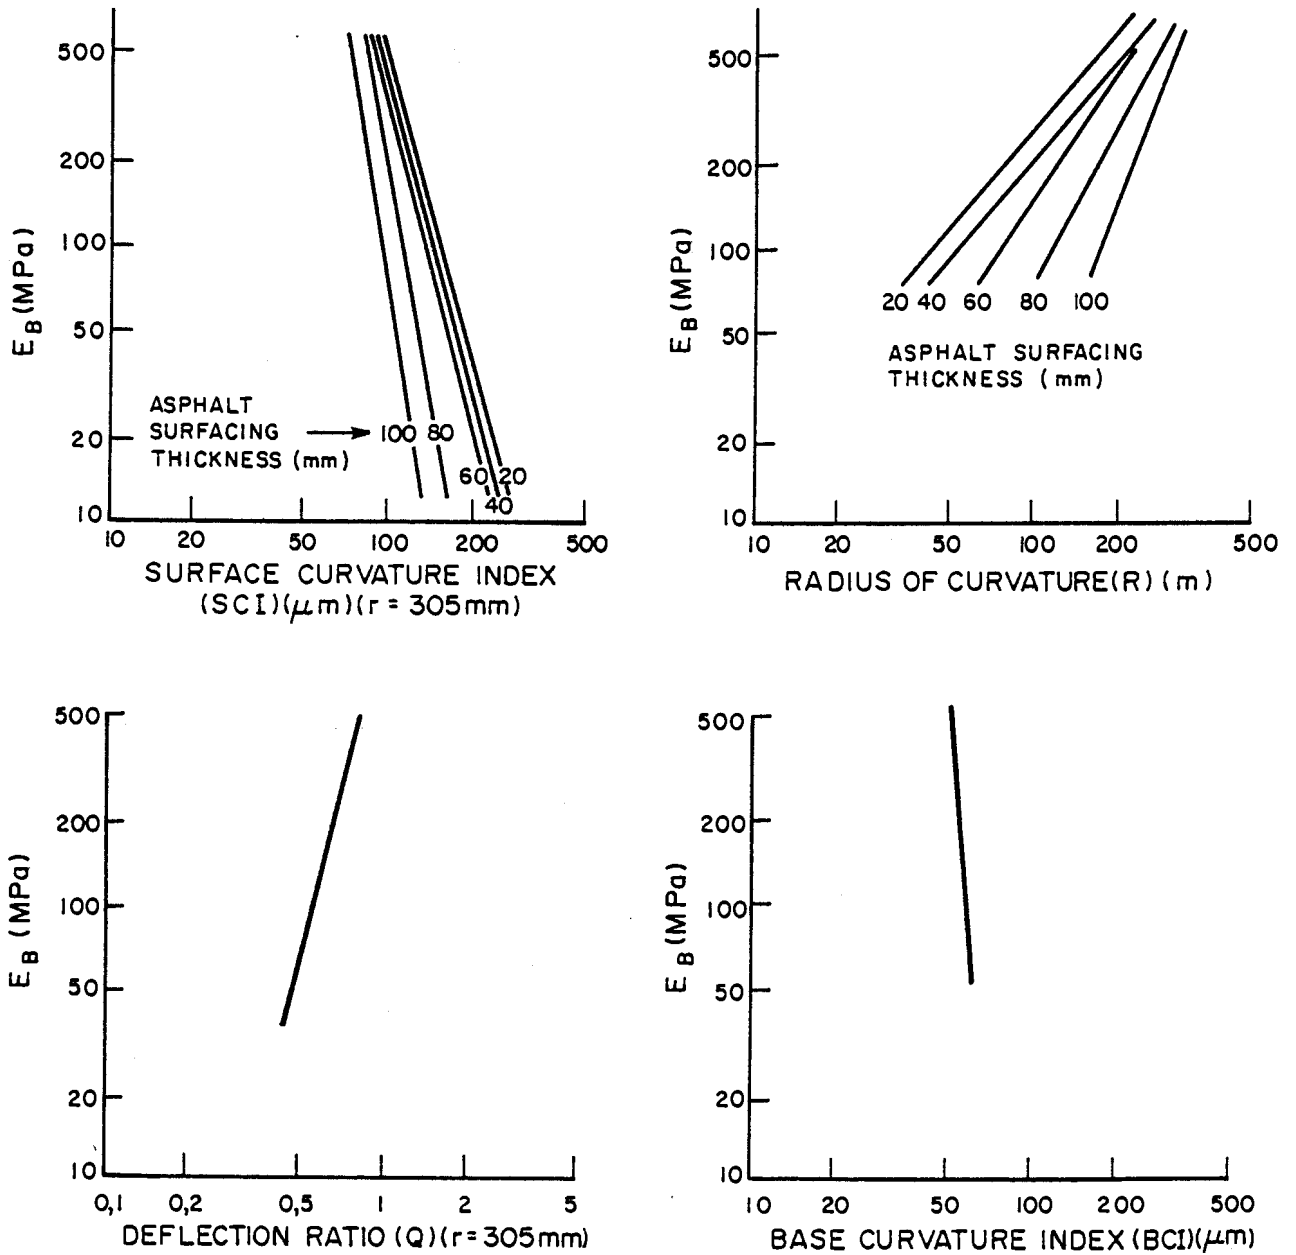 500
200
100
50
20
10
E_B (MPa)
ASPHALT
SURFACING
THICKNESS (mm)
100 80
60 20
40
10 20 50 100 200 500
SURFACE CURVATURE INDEX
(SCI)(μm)(r = 305mm)
500
200
100
50
20
10
E_B (MPa)
20 40 60 80 100
ASPHALT SURFACING
THICKNESS (mm)
10 20 50 100 200 500
RADIUS OF CURVATURE(R) (m)
500
200
100
50
20
10
E_B (MPa)
0,1 0,2 0,5 1 2 5
DEFLECTION RATIO (Q)(r=305mm)
500
200
100
50
20
10
E_B (MPa)
10 20 50 100 200 500
BASE CURVATURE INDEX (BCI)(μm)